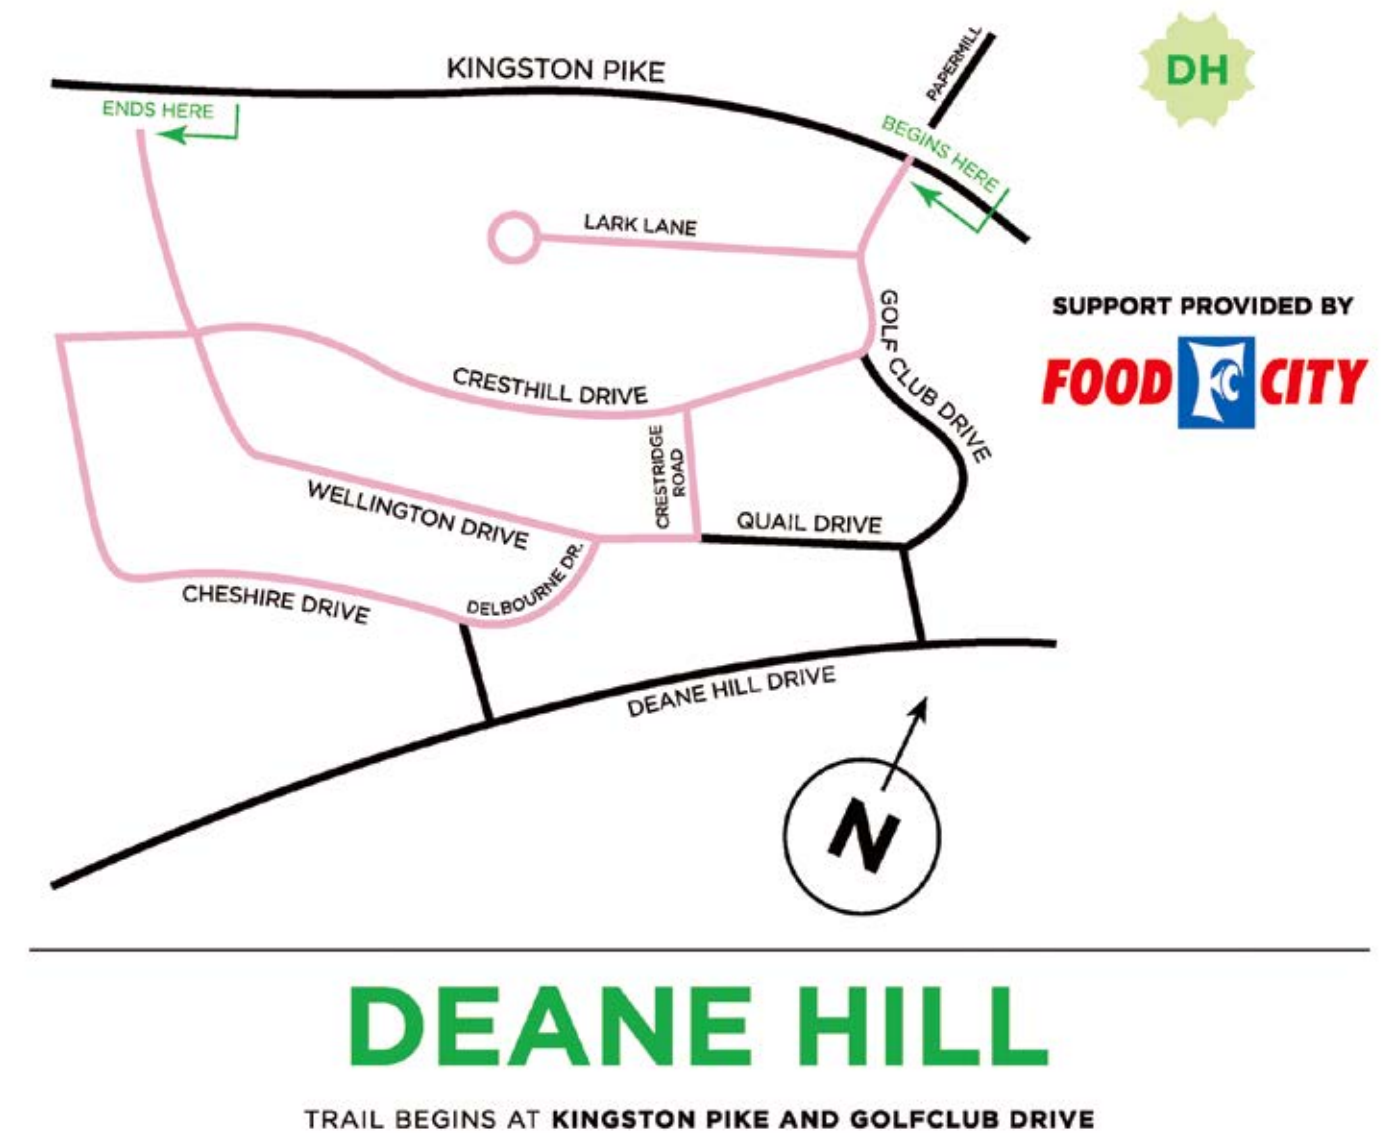 KINGSTON PIKE
PAPERMILL
DH
ENDS HERE
BEGINS HERE
LARK LANE
GOLF CLUB DRIVE
SUPPORT PROVIDED BY
FOOD FC CITY
CRESTHILL DRIVE
CRESTRIDGE
ROAD
WELLINGTON DRIVE
QUAIL DRIVE
DELBOURNE DR.
CHESHIRE DRIVE
DEANE HILL DRIVE
N
DEANE HILL
TRAIL BEGINS AT KINGSTON PIKE AND GOLFCLUB DRIVE